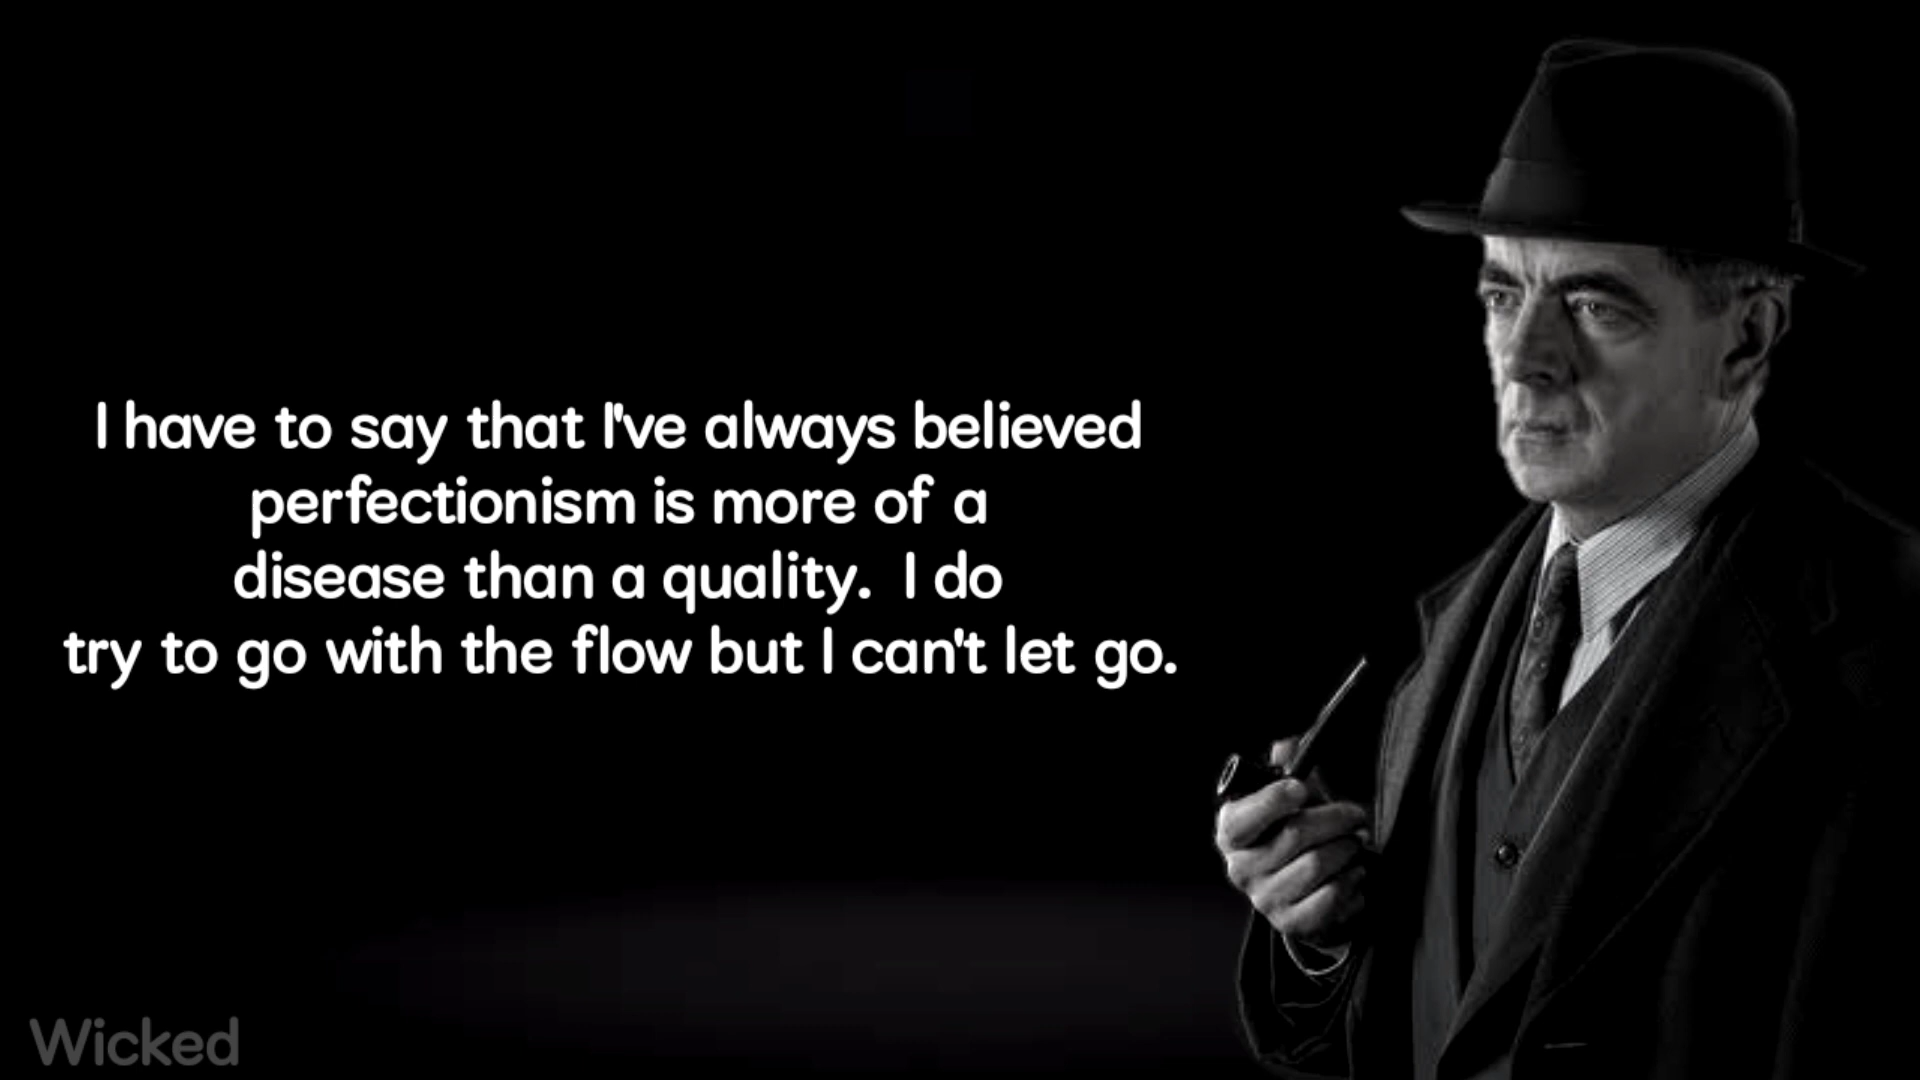 I have to say that I've always believed
perfectionism is more of a
disease than a quality.  I do
try to go with the flow but I can't let go.
Wicked